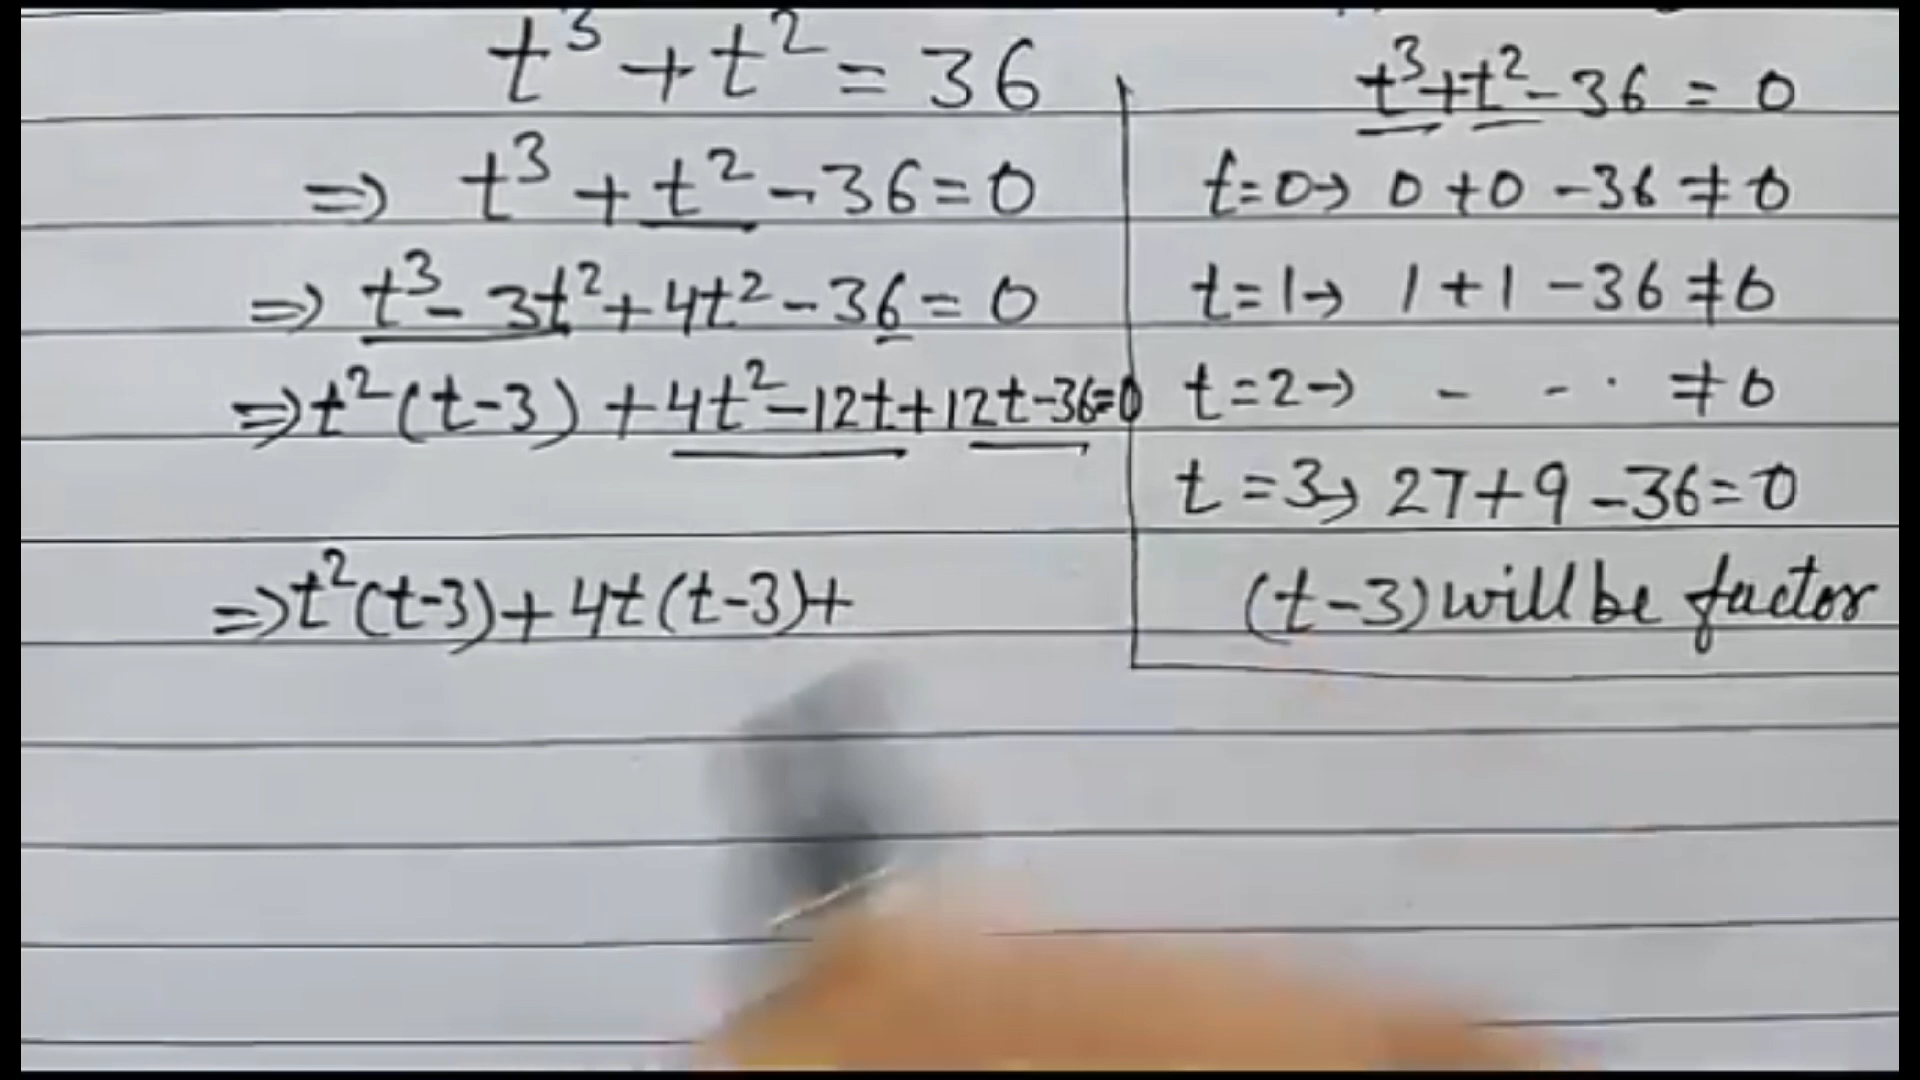 t³ + t² = 36
⇒ t³ + t² - 36 = 0
⇒ t³ - 3t² + 4t² - 36 = 0
⇒ t²(t-3) + 4t² - 12t + 12t - 36 = 0
⇒ t²(t-3) + 4t(t-3) +
t³ + t² - 36 = 0
t = 0 → 0 + 0 - 36 ≠ 0
t = 1 → 1 + 1 - 36 ≠ 0
t = 2 → - - · ≠ 0
t = 3 → 27 + 9 - 36 = 0
(t-3) will be factor